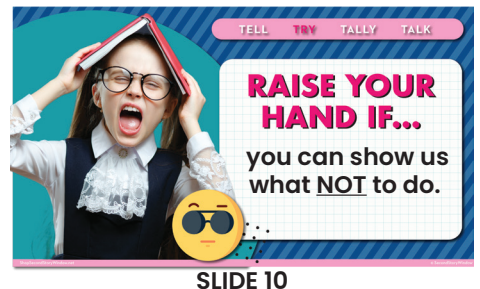 TELL TRY TALLY TALK
RAISE YOUR
HAND IF...
you can show us
what NOT to do.
SLIDE 10